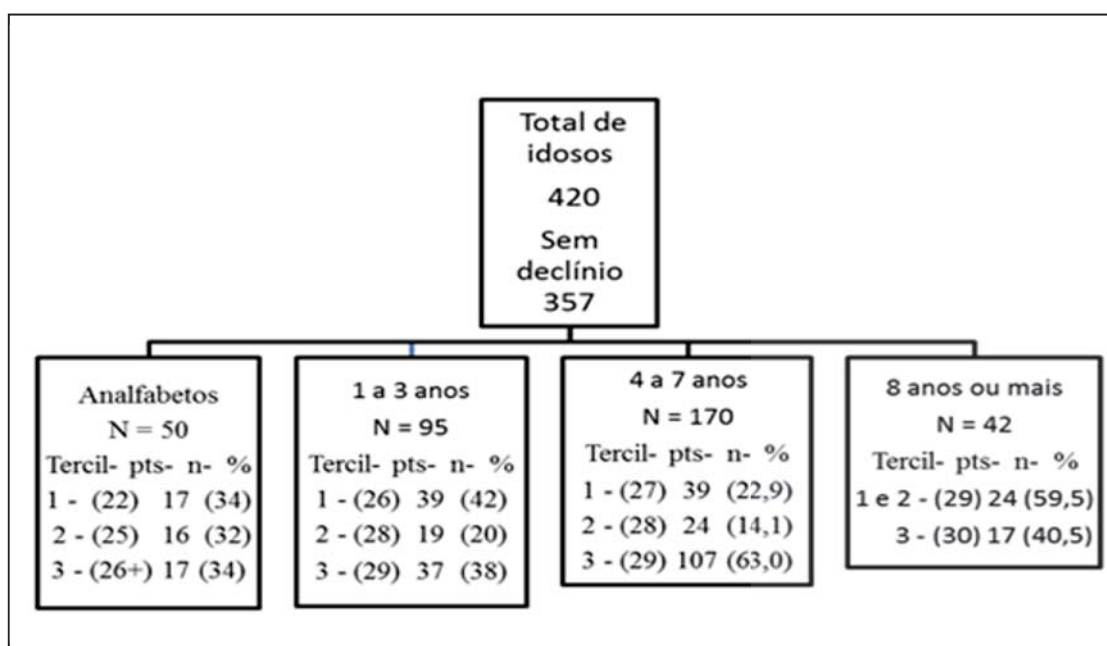 Total de
idosos
420
Sem
declínio
357
Analfabetos
N = 50
Tercil- pts- n- %
1 - (22) 17 (34)
2 - (25) 16 (32)
3 - (26+) 17 (34)
1 a 3 anos
N = 95
Tercil- pts- n- %
1 - (26) 39 (42)
2 - (28) 19 (20)
3 - (29) 37 (38)
4 a 7 anos
N = 170
Tercil- pts- n- %
1 - (27) 39 (22,9)
2 - (28) 24 (14,1)
3 - (29) 107 (63,0)
8 anos ou mais
N = 42
Tercil- pts- n- %
1 e 2 - (29) 24 (59,5)
3 - (30) 17 (40,5)